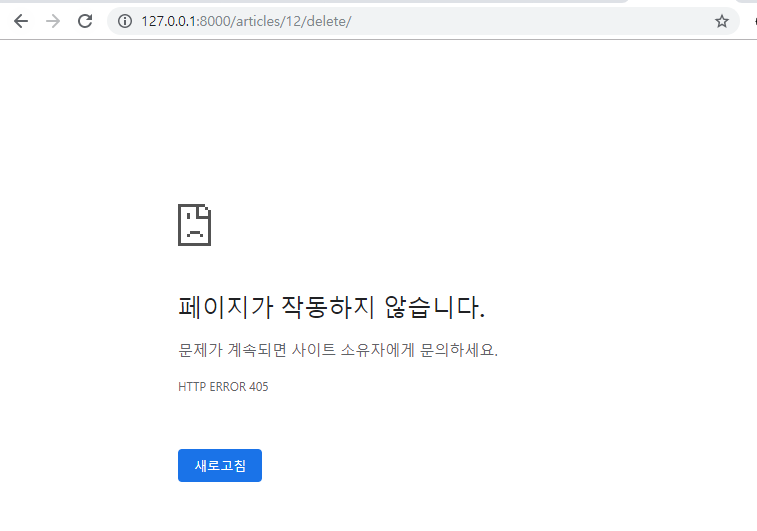 127.0.0.1:8000/articles/12/delete/
페이지가 작동하지 않습니다.
문제가 계속되면 사이트 소유자에게 문의하세요.
HTTP ERROR 405
새로고침